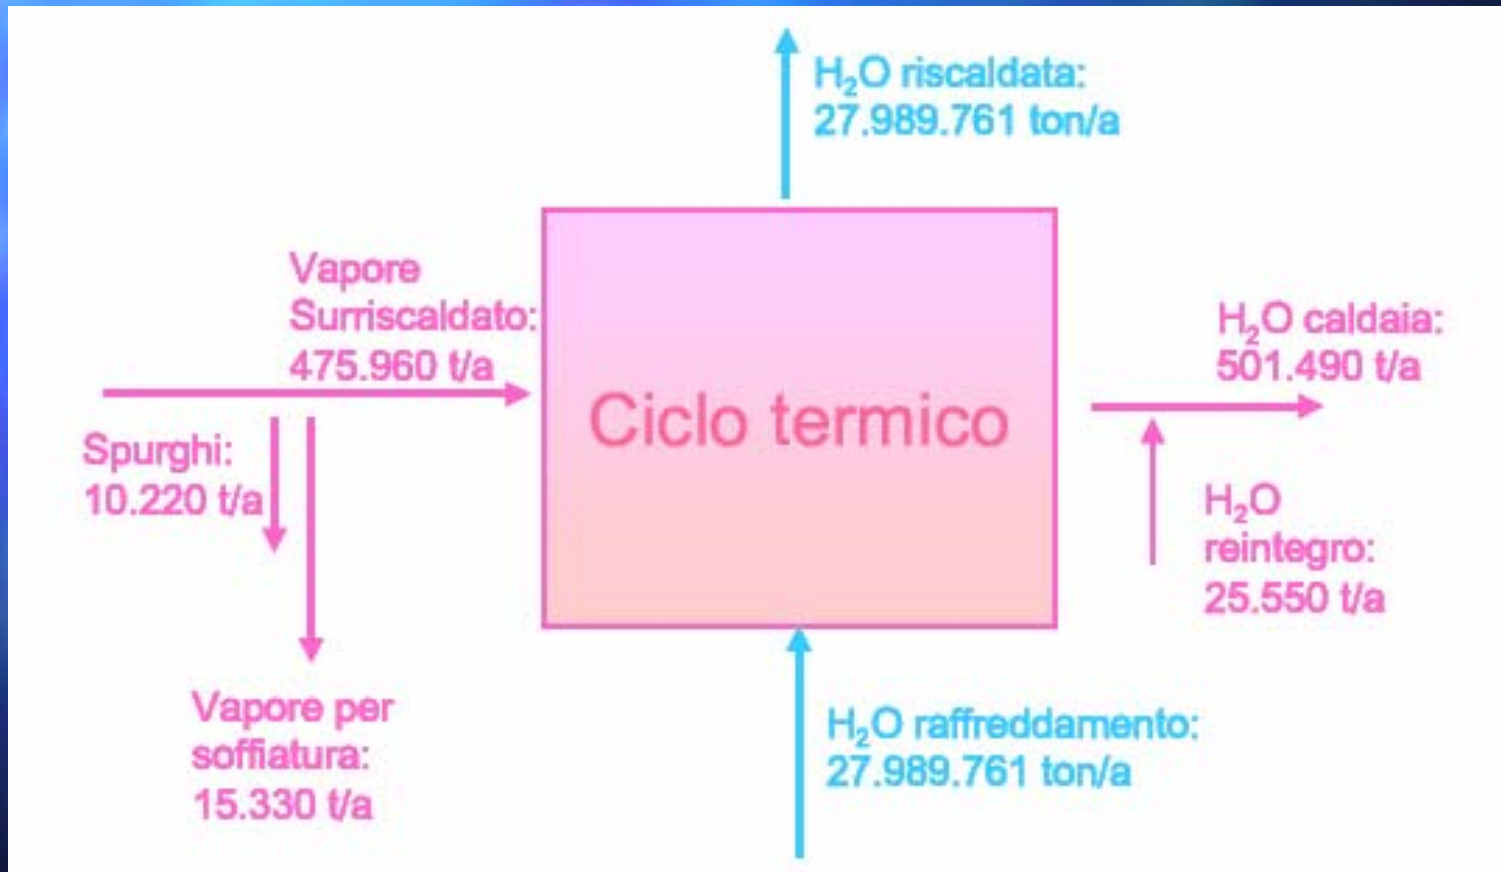 H₂O riscaldata:
27.989.761 ton/a
Vapore
Surriscaldato:
475.960 t/a
H₂O caldaia:
501.490 t/a
Ciclo termico
Spurghi:
10.220 t/a
H₂O
reintegro:
25.550 t/a
Vapore per
soffiatura:
15.330 t/a
H₂O raffreddamento:
27.989.761 ton/a